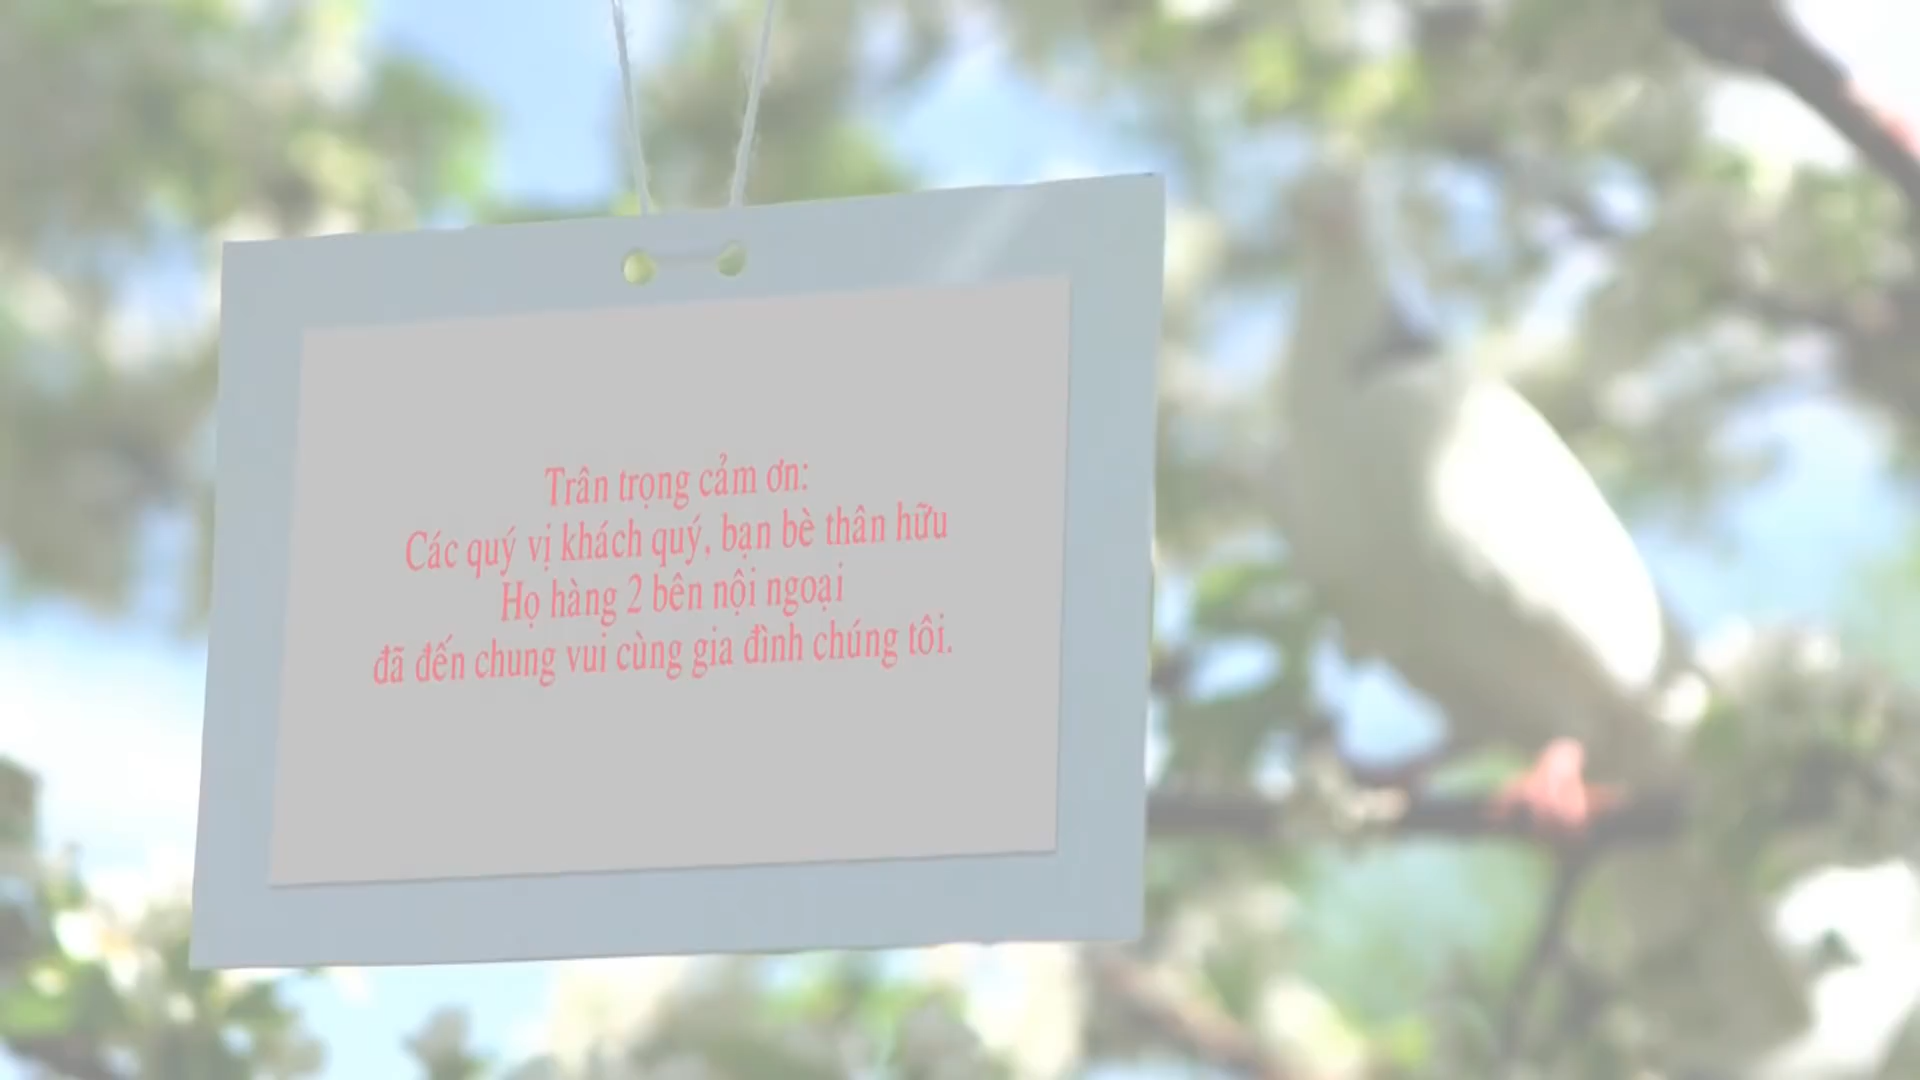 Trân trọng cảm ơn:
Các quý vị khách quý, bạn bè thân hữu
Họ hàng 2 bên nội ngoại
đã đến chung vui cùng gia đình chúng tôi.